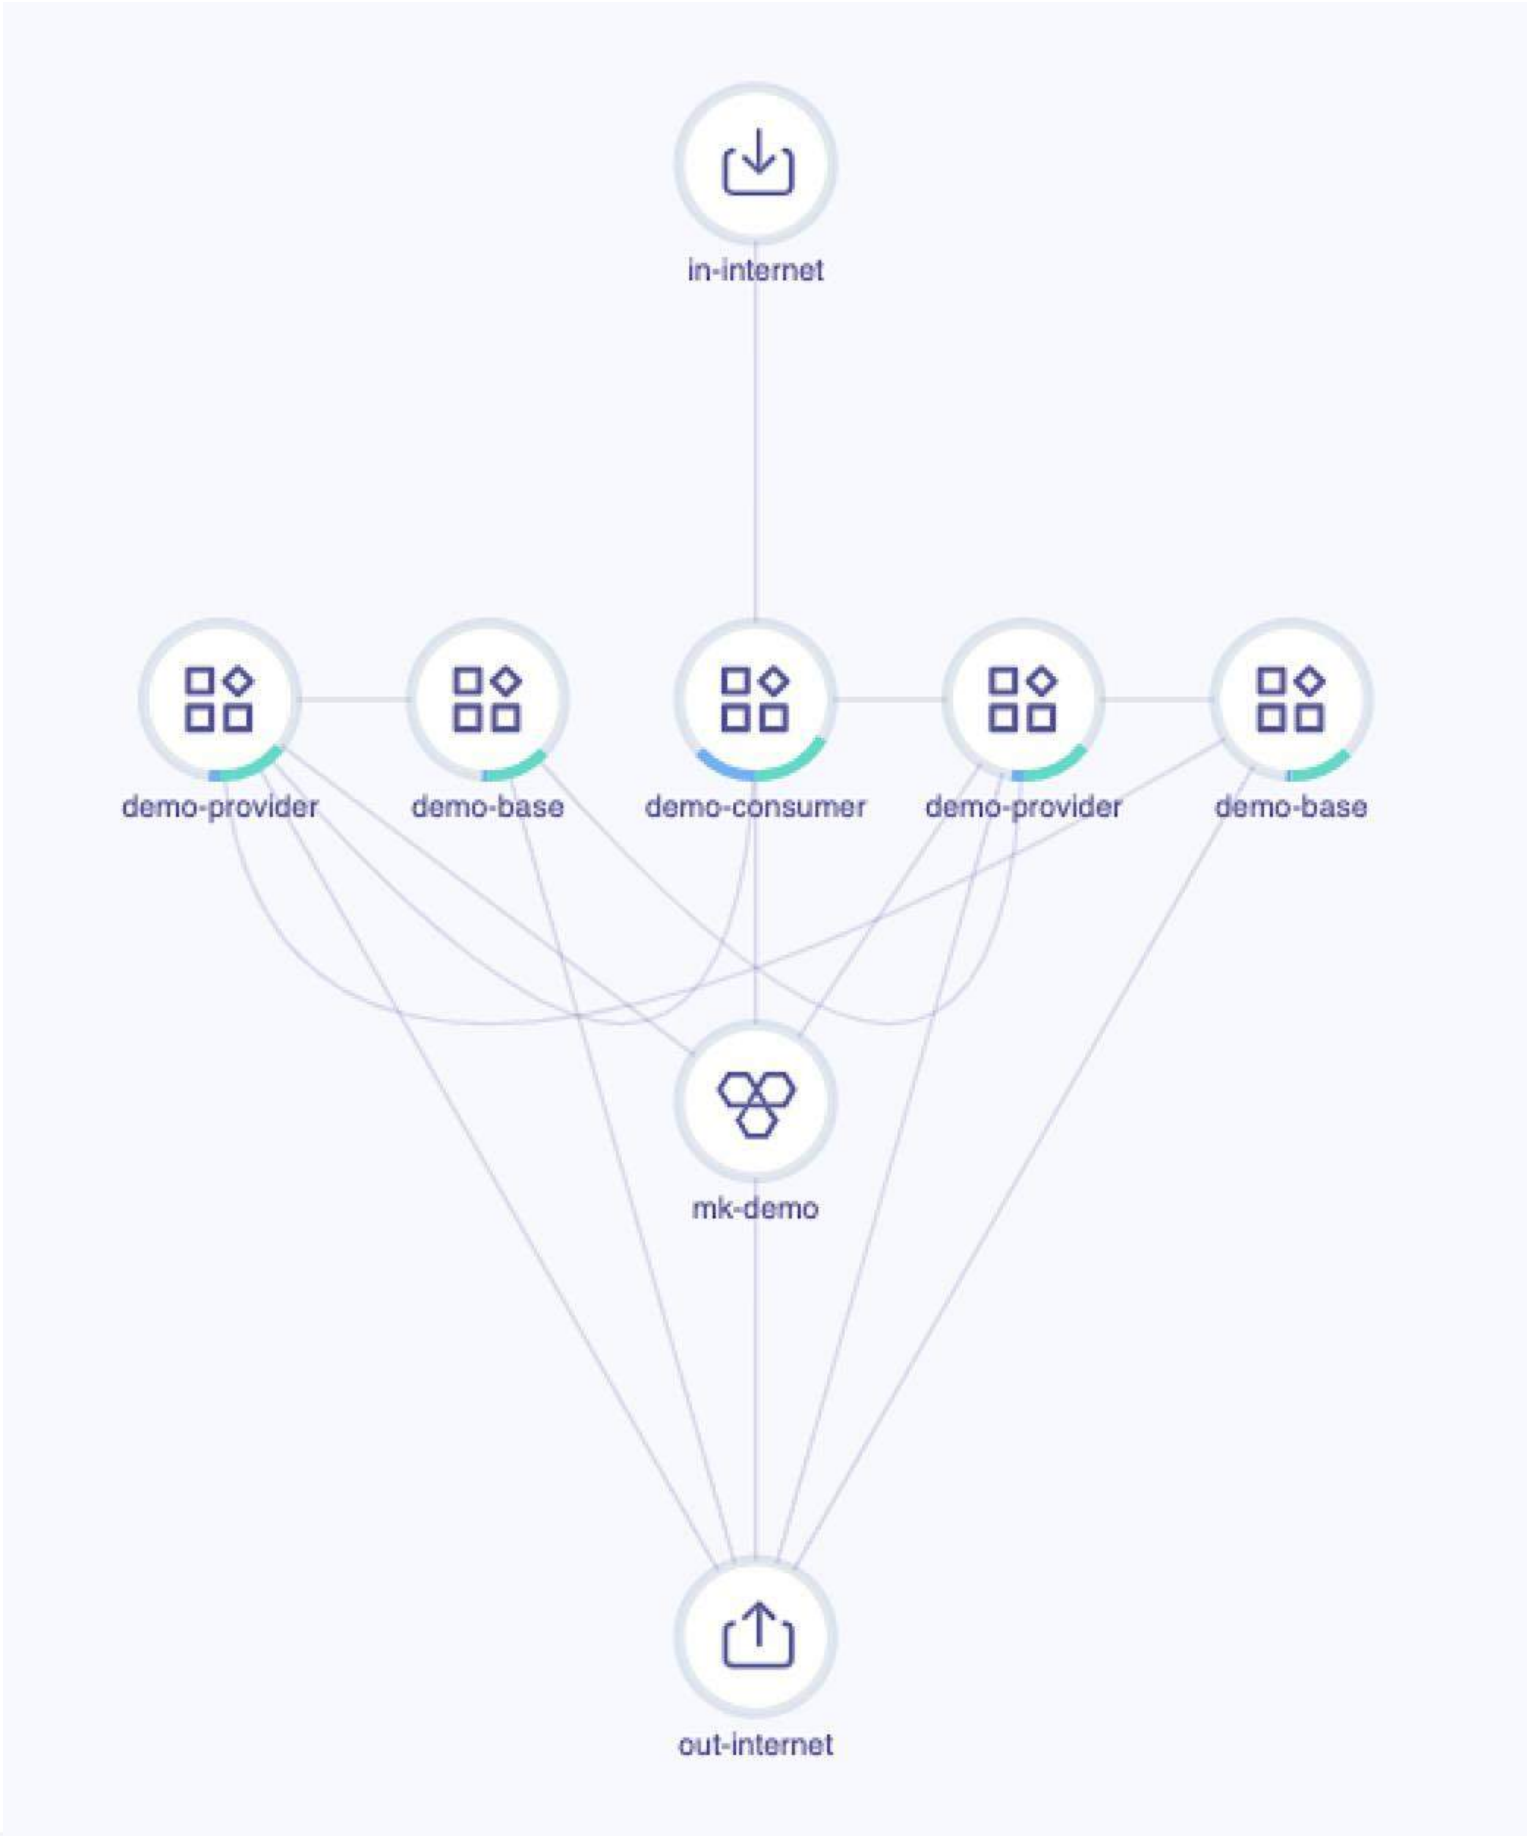 in-internet
demo-provider
demo-base
demo-consumer
demo-provider
demo-base
mk-demo
out-internet